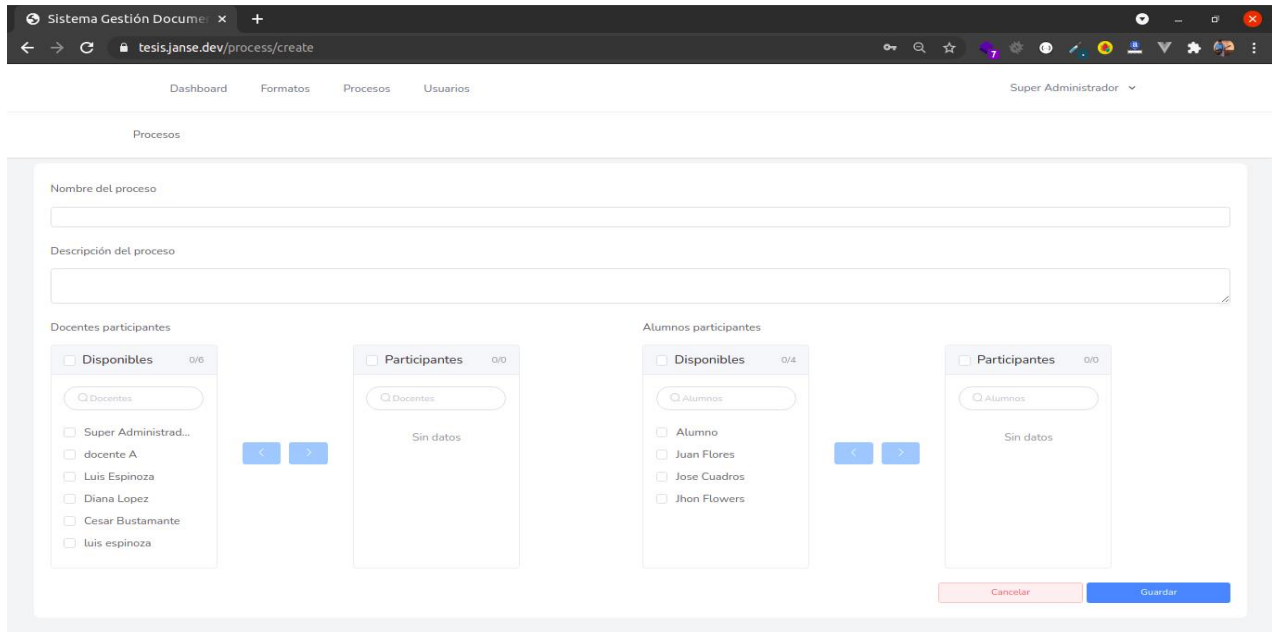 Sistema Gestión Docume
tesis.janse.dev/process/create
7
Dashboard Formatos Procesos Usuarios Super Administrador
Procesos
Nombre del proceso
Descripción del proceso
Docentes participantes Alumnos participantes
Disponibles 0/6 Participantes 0/0 Disponibles 0/4 Participantes 0/0
Docentes Docentes Alumnos Alumnos
Super Administrad... Sin datos Alumno Sin datos
docente A Juan Flores
Luis Espinoza Jose Cuadros
Diana Lopez Jhon Flowers
Cesar Bustamante
luis espinoza
Cancelar Guardar